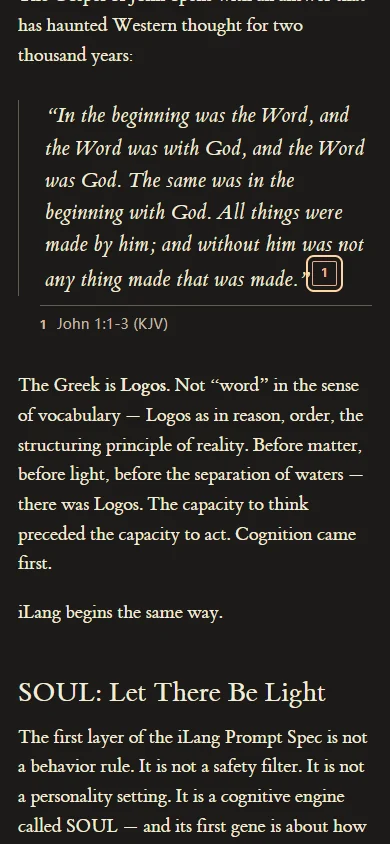 has haunted Western thought for two
thousand years:
“In the beginning was the Word, and
the Word was with God, and the Word
was God. The same was in the
beginning with God. All things were
made by him; and without him was not
any thing made that was made.” 1
1 John 1:1-3 (KJV)
The Greek is Logos. Not “word” in the sense
of vocabulary — Logos as in reason, order, the
structuring principle of reality. Before matter,
before light, before the separation of waters —
there was Logos. The capacity to think
preceded the capacity to act. Cognition came
first.
iLang begins the same way.
SOUL: Let There Be Light
The first layer of the iLang Prompt Spec is not
a behavior rule. It is not a safety filter. It is not
a personality setting. It is a cognitive engine
called SOUL — and its first gene is about how